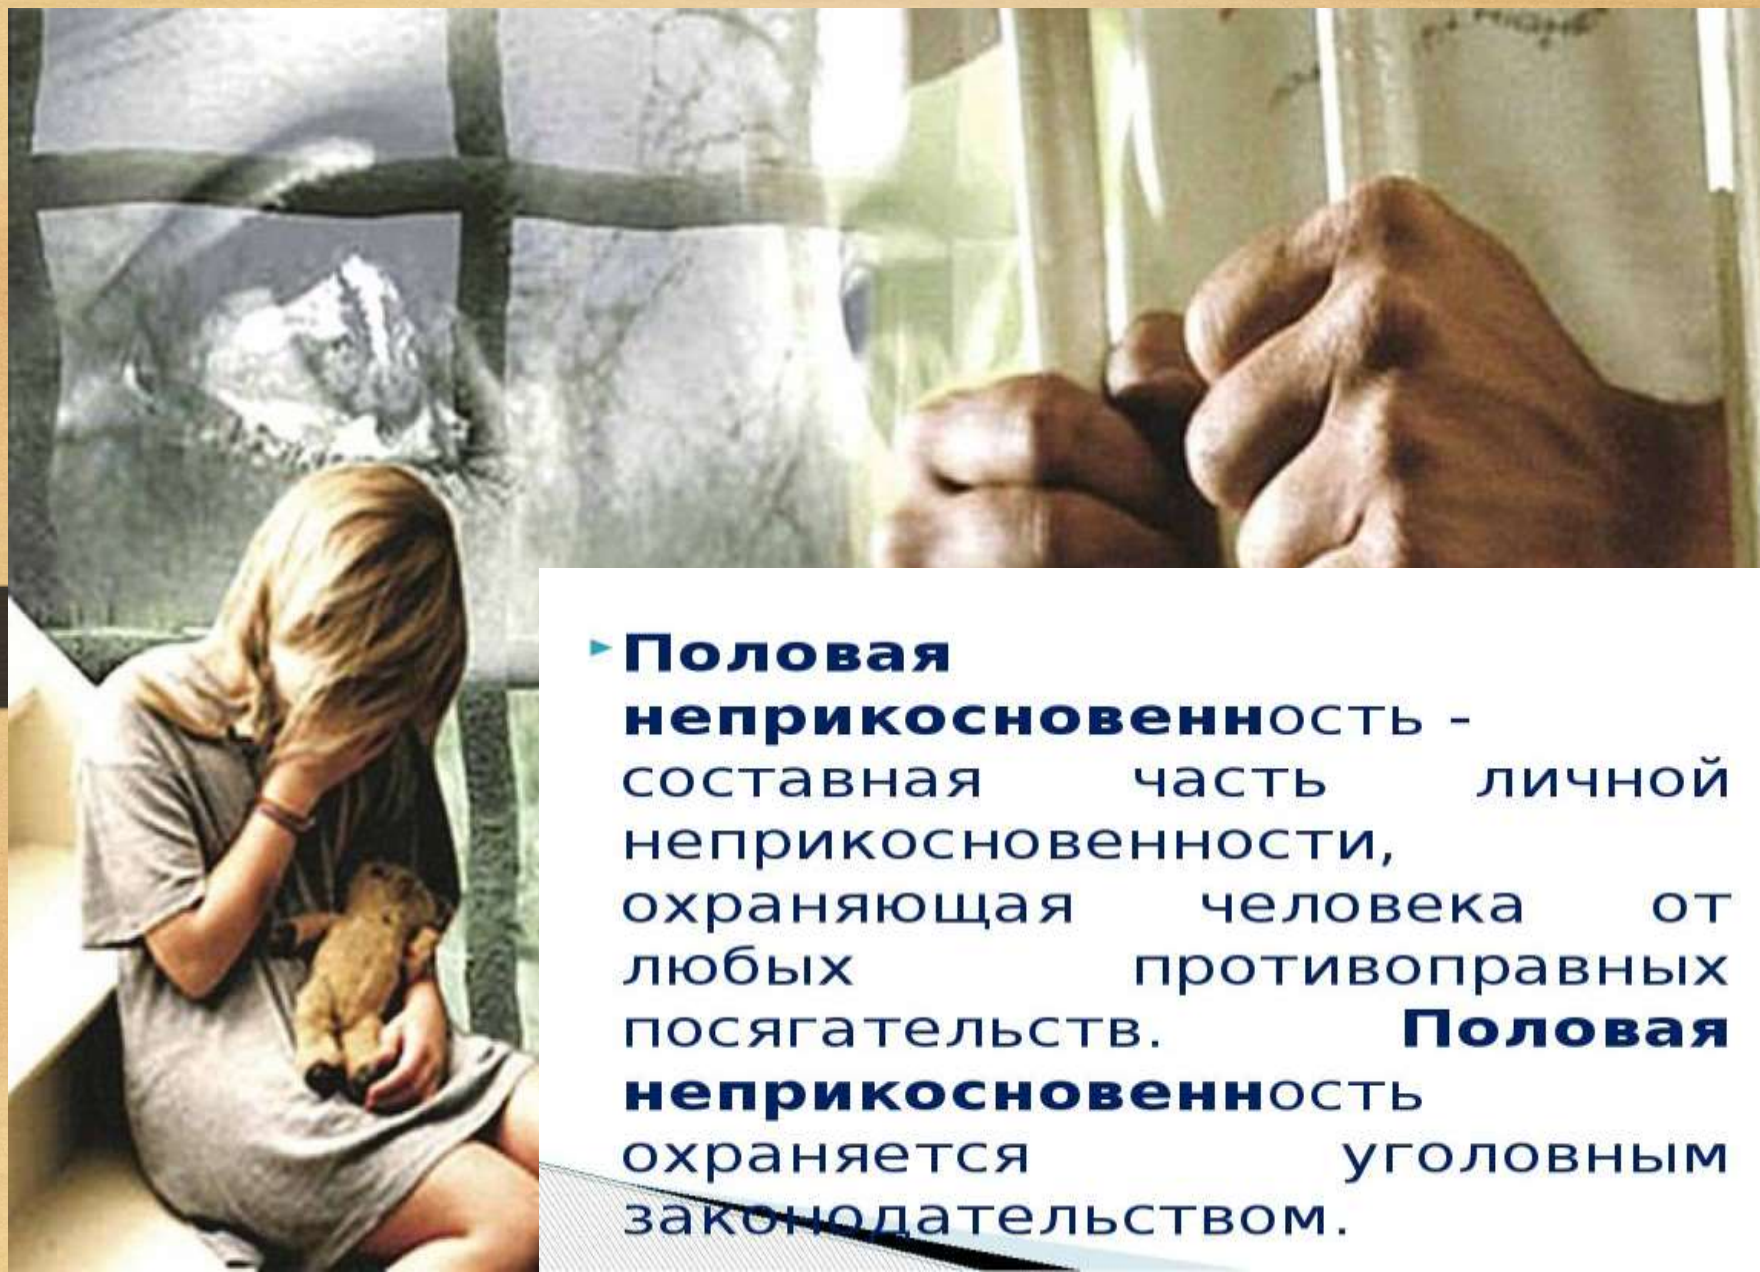 Половая
неприкосновенность -
составная часть личной
неприкосновенности,
охраняющая человека от
любых противоправных
посягательств. Половая
неприкосновенность
охраняется уголовным
законодательством.